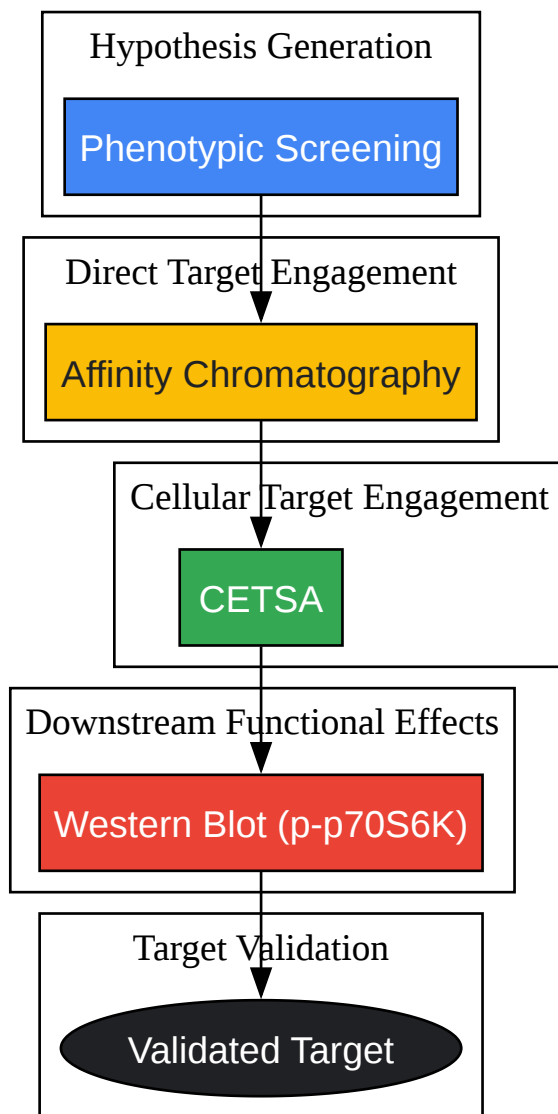 Hypothesis Generation
Phenotypic Screening
Direct Target Engagement
Affinity Chromatography
Cellular Target Engagement
CETSA
Downstream Functional Effects
Western Blot (p-p70S6K)
Target Validation
Validated Target